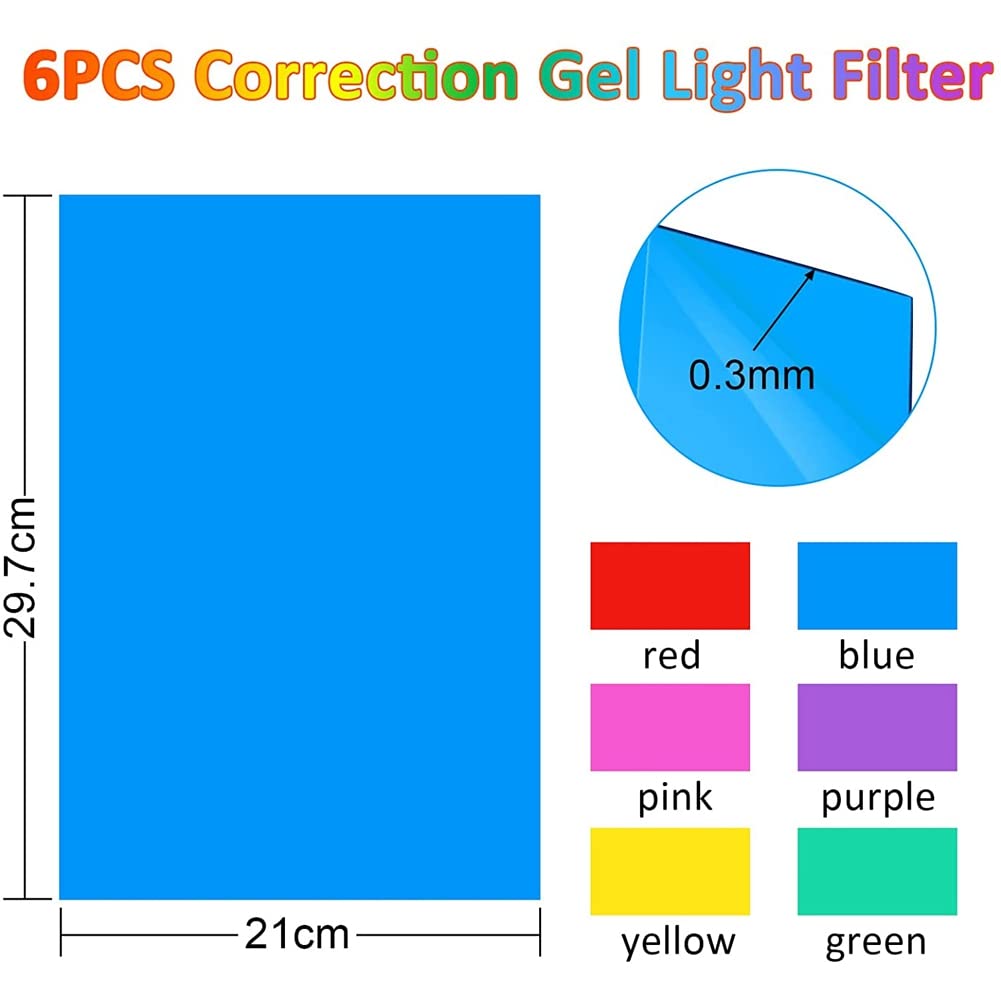 6PCS Correction Gel Light Filter
0.3mm
29.7cm
21cm
red
blue
pink
purple
yellow
green